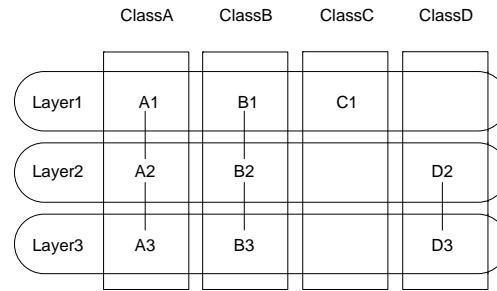 ClassA ClassB ClassC ClassD
Layer1 A1 B1 C1
Layer2 A2 B2 D2
Layer3 A3 B3 D3